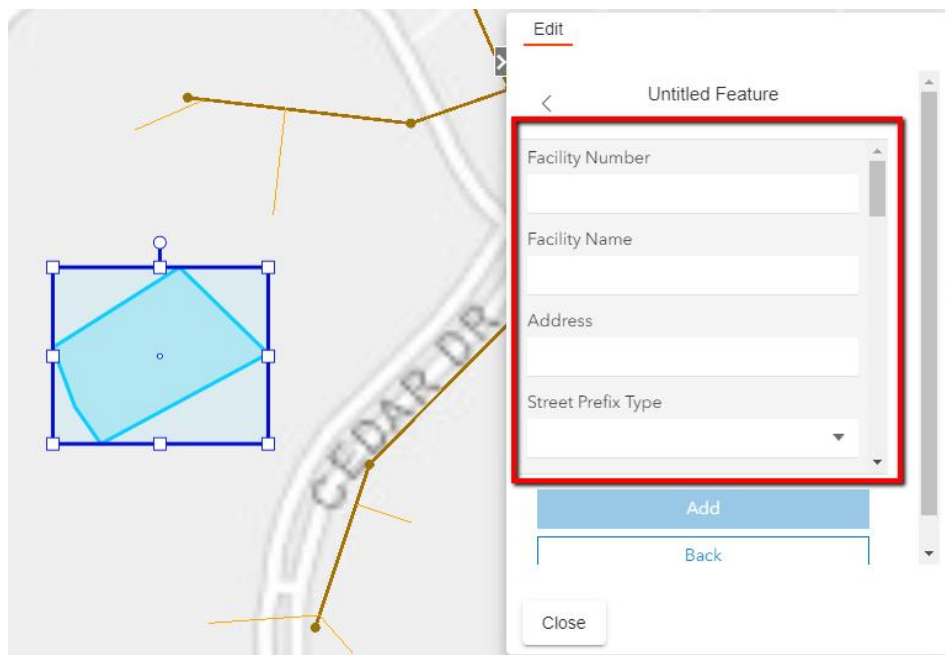 Edit
Untitled Feature
Facility Number
Facility Name
Address
Street Prefix Type
Add
Back
Close
CEDAR DR